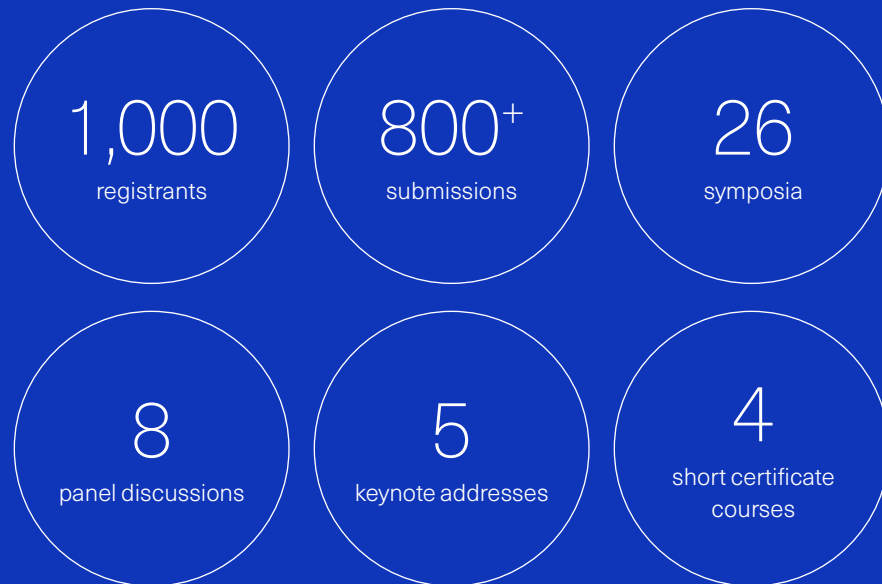 1,000
registrants
800+
submissions
26
symposia
8
panel discussions
5
keynote addresses
4
short certificate
courses